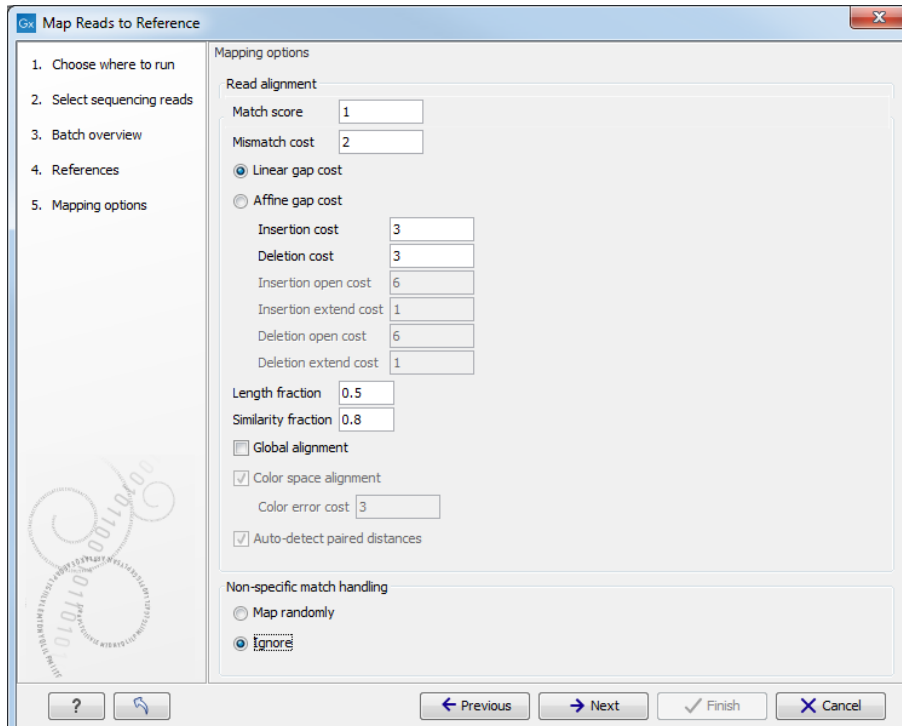 Gx Map Reads to Reference
1. Choose where to run
2. Select sequencing reads
3. Batch overview
4. References
5. Mapping options
Mapping options
Read alignment
Match score 1
Mismatch cost 2
Linear gap cost
Affine gap cost
Insertion cost 3
Deletion cost 3
Insertion open cost 6
Insertion extend cost 1
Deletion open cost 6
Deletion extend cost 1
Length fraction 0.5
Similarity fraction 0.8
Global alignment
Color space alignment
Color error cost 3
Auto-detect paired distances
Non-specific match handling
Map randomly
Ignore
? Previous Next Finish Cancel